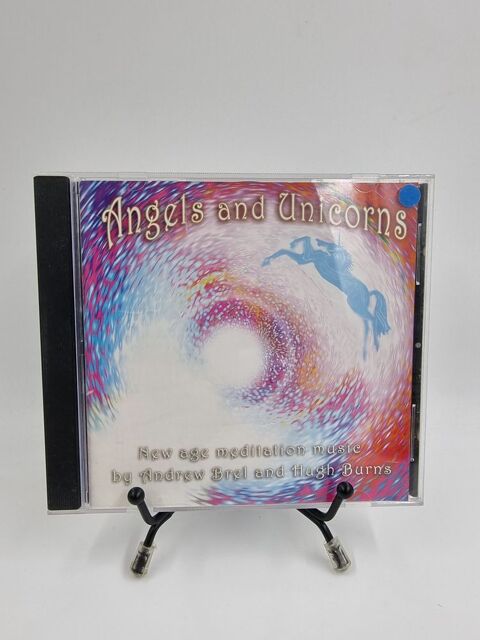 Angels and Unicorns
New age meditation music
by Andrew Brel and Hugh Burns